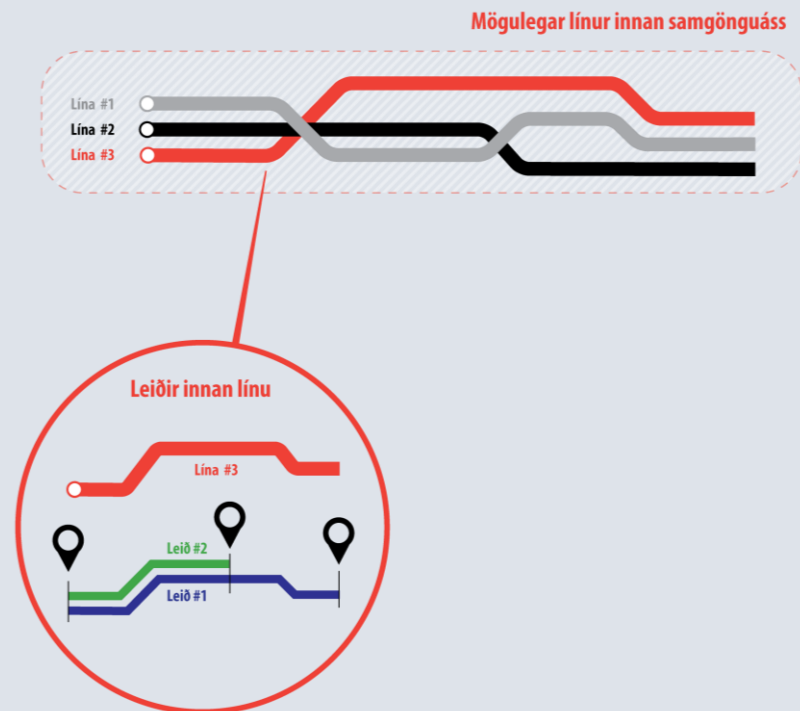 Mögulegar línur innan samgönguáss
Lína #1
Lína #2
Lína #3
Leiðir innan línu
Lína #3
Leið #2
Leið #1